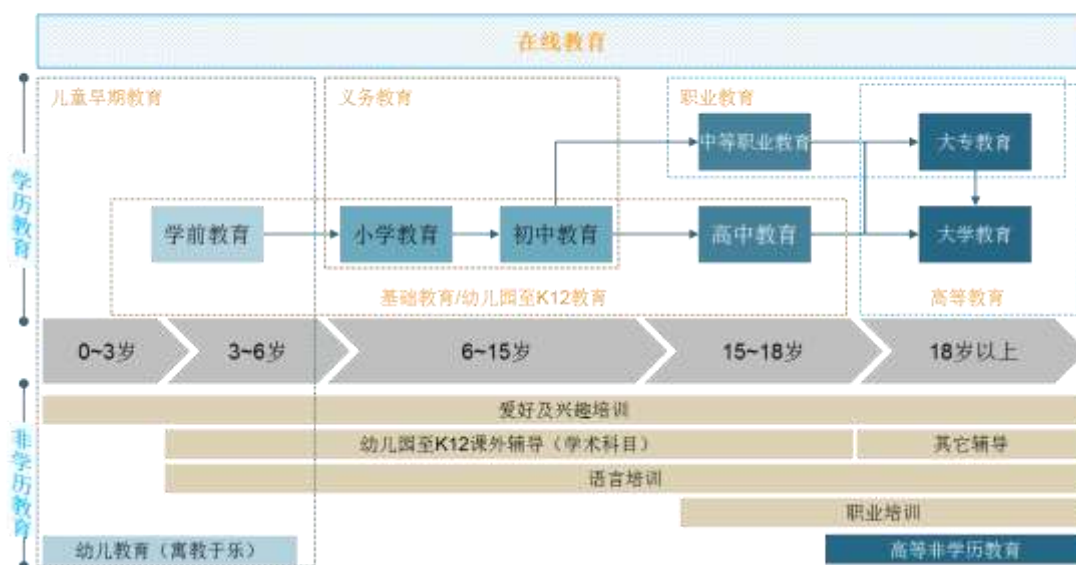 在线教育
儿童早期教育
义务教育
职业教育
中等职业教育
大专教育
学历教育
学前教育
小学教育
初中教育
高中教育
大学教育
基础教育/幼儿园至K12教育
高等教育
0~3岁
3~6岁
6~15岁
15~18岁
18岁以上
非学历教育
爱好及兴趣培训
幼儿园至K12课外辅导（学术科目）
其它辅导
语言培训
职业培训
幼儿教育（寓教于乐）
高等非学历教育